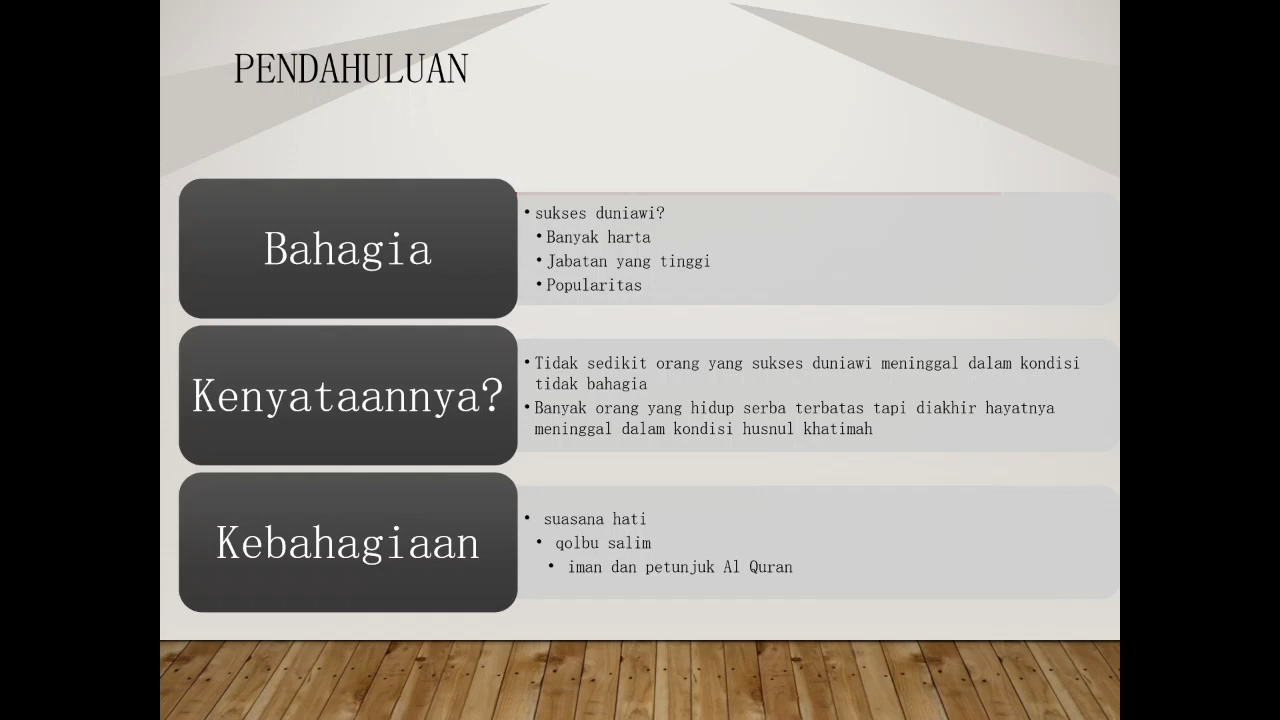 PENDAHULUAN
Bahagia
•sukses duniawi?
•Banyak harta
•Jabatan yang tinggi
•Popularitas
Kenyataannya?
•Tidak sedikit orang yang sukses duniawi meninggal dalam kondisi
tidak bahagia
•Banyak orang yang hidup serba terbatas tapi diakhir hayatnya
meninggal dalam kondisi husnul khatimah
Kebahagiaan
• suasana hati
• qolbu salim
• iman dan petunjuk Al Quran